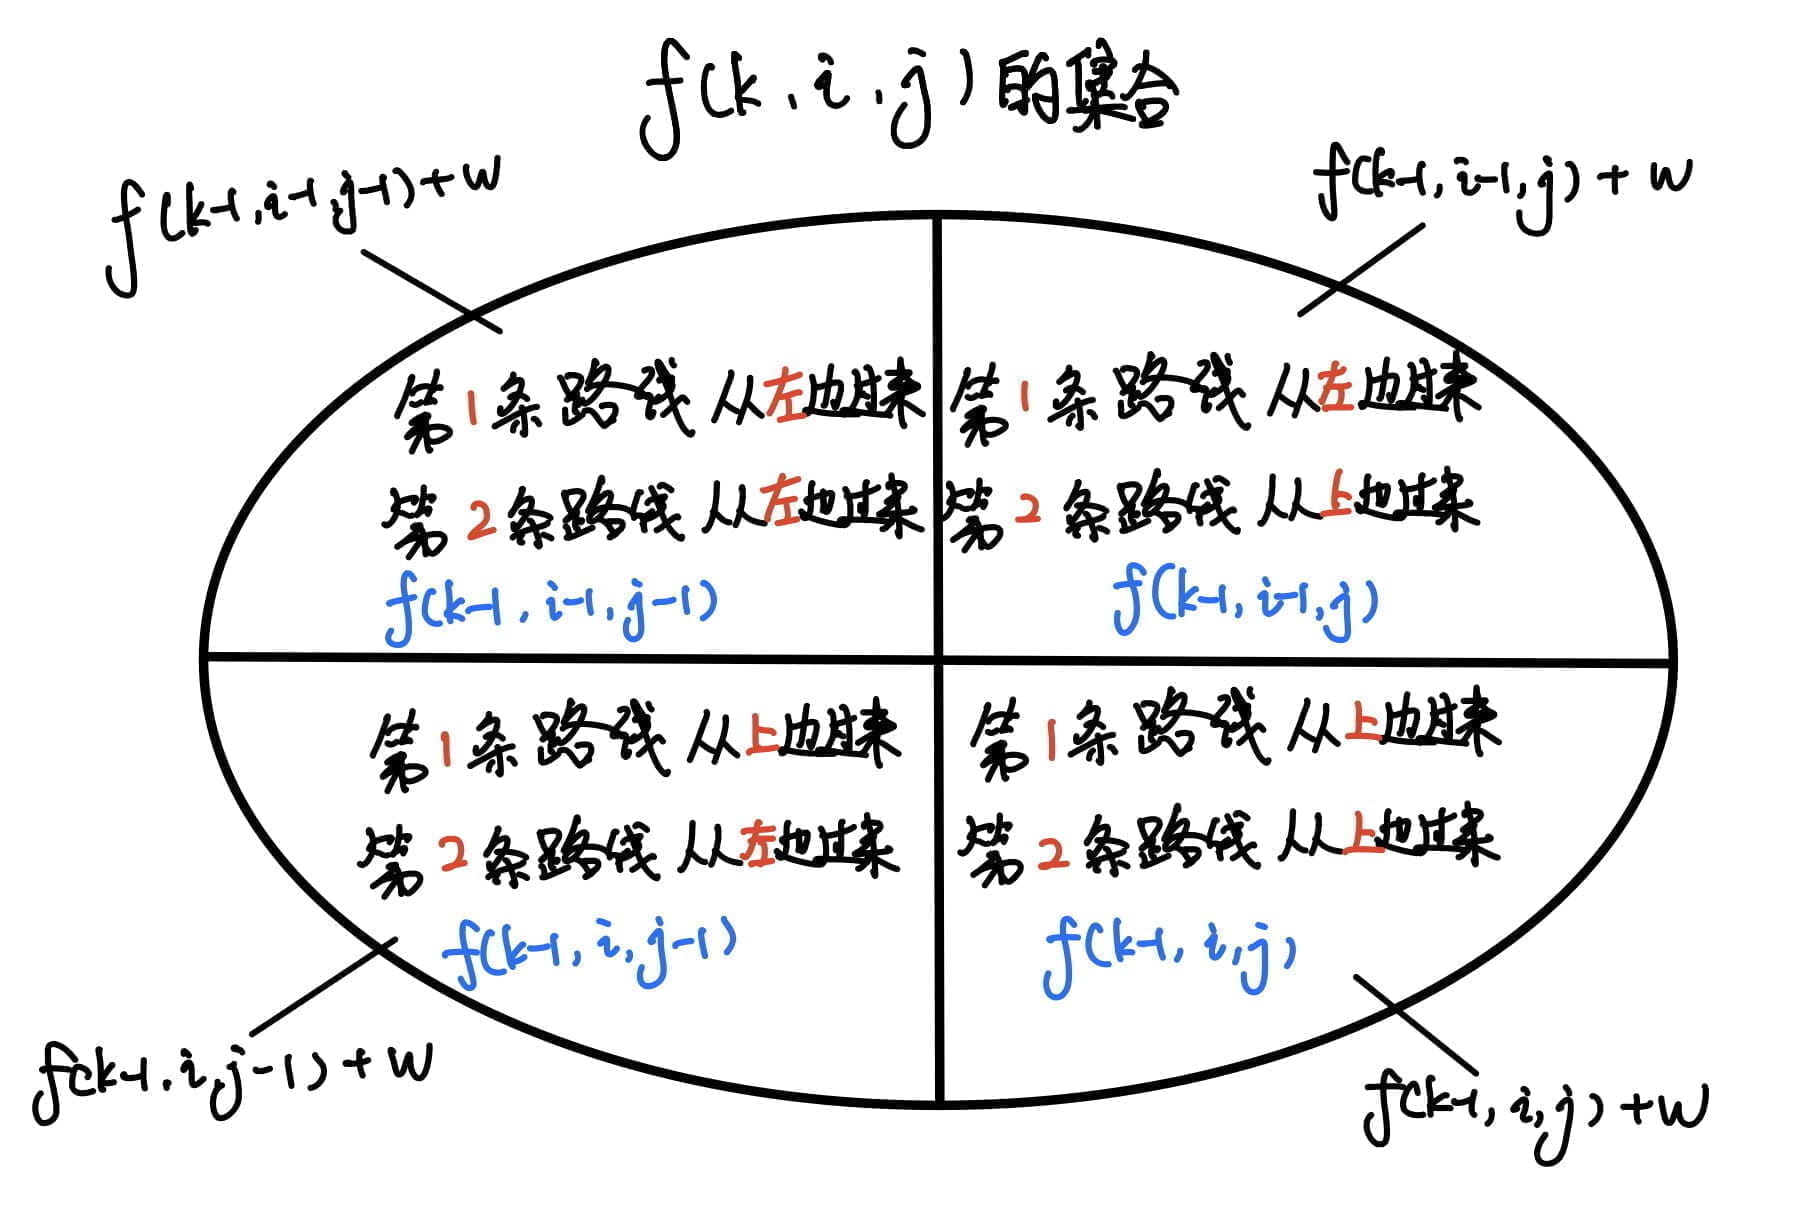 f(k,i,j)的集合
f(k-1,i-1,j-1)+w
f(k-1,i-1,j)+w
第1条路线从左边过来
第2条路线从左边过来
f(k-1,i-1,j-1)
第1条路线从左边过来
第2条路线从上边过来
f(k-1,i-1,j)
第1条路线从上边过来
第2条路线从左边过来
f(k-1,i,j-1)
第1条路线从上边过来
第2条路线从上边过来
f(k-1,i,j)
f(k-1,i,j-1)+w
f(k-1,i,j)+w